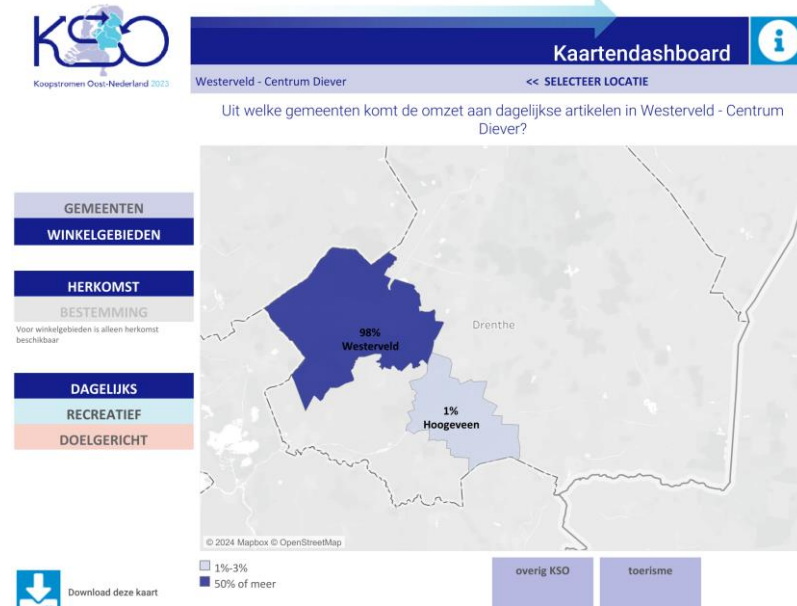 KSO
Koopstromen Oost-Nederland 2023
Kaartendashboard
i
Westerveld - Centrum Diever
<< SELECTEER LOCATIE
Uit welke gemeenten komt de omzet aan dagelijkse artikelen in Westerveld - Centrum
Diever?
GEMEENTEN
WINKELGEBIEDEN
HERKOMST
BESTEMMING
Voor winkelgebieden is alleen herkomst
beschikbaar
DAGELIJKS
RECREATIEF
DOELGERICHT
Drenthe
98%
Westerveld
1%
Hoogeveen
© 2024 Mapbox © OpenStreetMap
1%-3%
50% of meer
overig KSO
toerisme
Download deze kaart